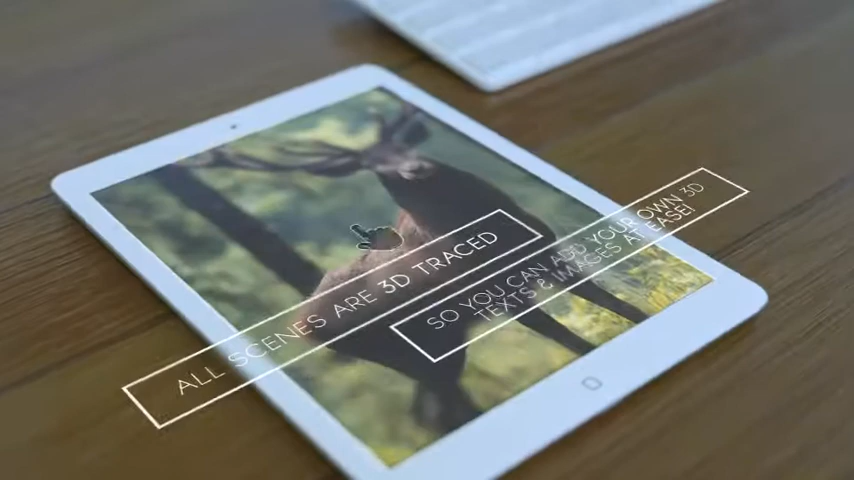 ALL SCENES ARE 3D TRACED
SO YOU CAN ADD YOUR OWN 3D
TEXTS & IMAGES AT EASE!